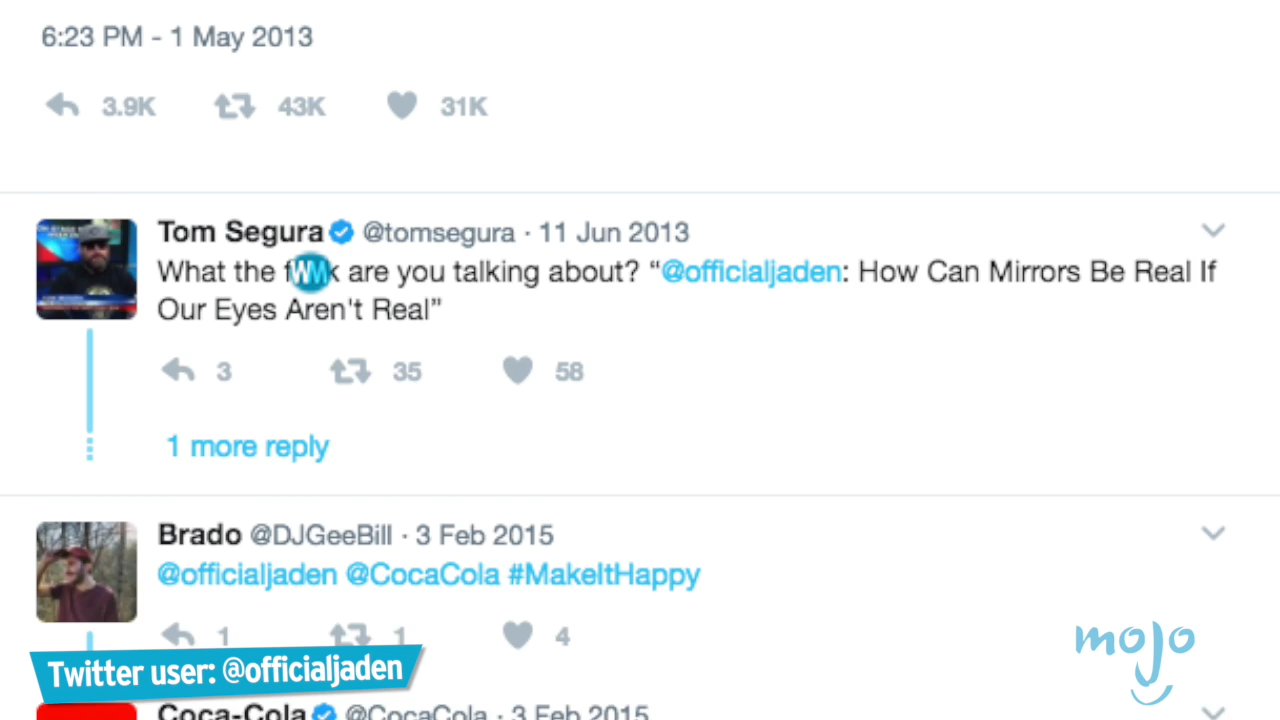 6:23 PM - 1 May 2013
3.9K 43K 31K
Tom Segura @tomsegura · 11 Jun 2013
What the fWMk are you talking about? “@officialjaden: How Can Mirrors Be Real If
Our Eyes Aren't Real”
3 35 58
1 more reply
Brado @DJGeeBill · 3 Feb 2015
@officialjaden @CocaCola #MakeItHappy
1 1 4
mojo
Twitter user: @officialjaden
Coca-Cola @CocaCola · 3 Feb 2015